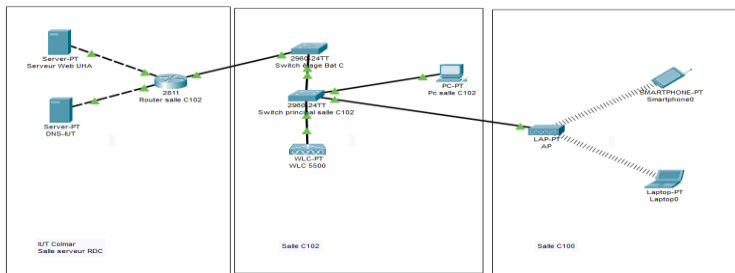 Server-PT
Serveur Web UHA
Server-PT
DNS-IUT
2811
Router salle C102
IUT Colmar
Salle serveur RDC
2960-24TT
Switch étage Bat C
2960-24TT
Switch principal salle C102
PC-PT
Pc salle C102
WLC-PT
WLC 5500
Salle C102
SMARTPHONE-PT
Smartphone0
LAP-PT
AP
Laptop-PT
Laptop0
Salle C100